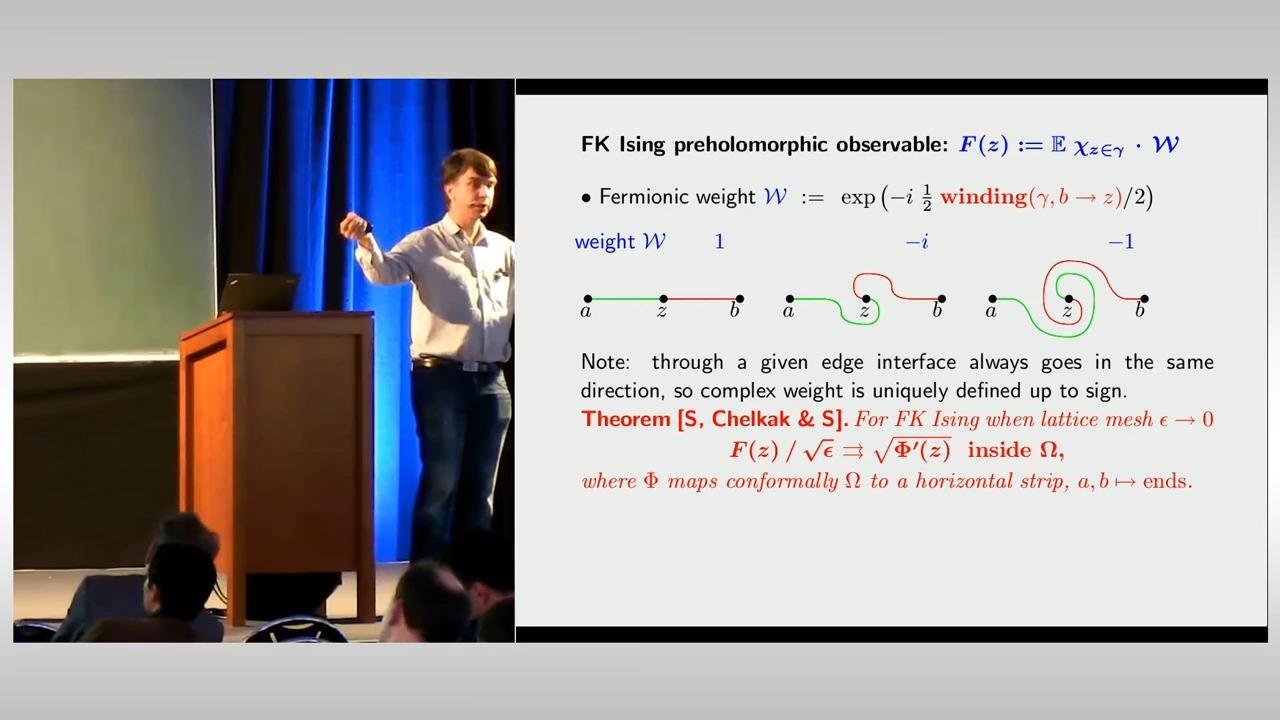 FK Ising preholomorphic observable: F(z) := 𝔼 χ_{z∈γ} · 𝒲
• Fermionic weight 𝒲 := exp(−i ½ winding(γ, b → z)/2)
weight 𝒲 1 −i −1
a z b a z b a z b
Note: through a given edge interface always goes in the same
direction, so complex weight is uniquely defined up to sign.
Theorem [S, Chelkak & S]. For FK Ising when lattice mesh ϵ → 0
F(z) / √ϵ ⇉ √Φ′(z) inside Ω,
where Φ maps conformally Ω to a horizontal strip, a, b ↦ ends.